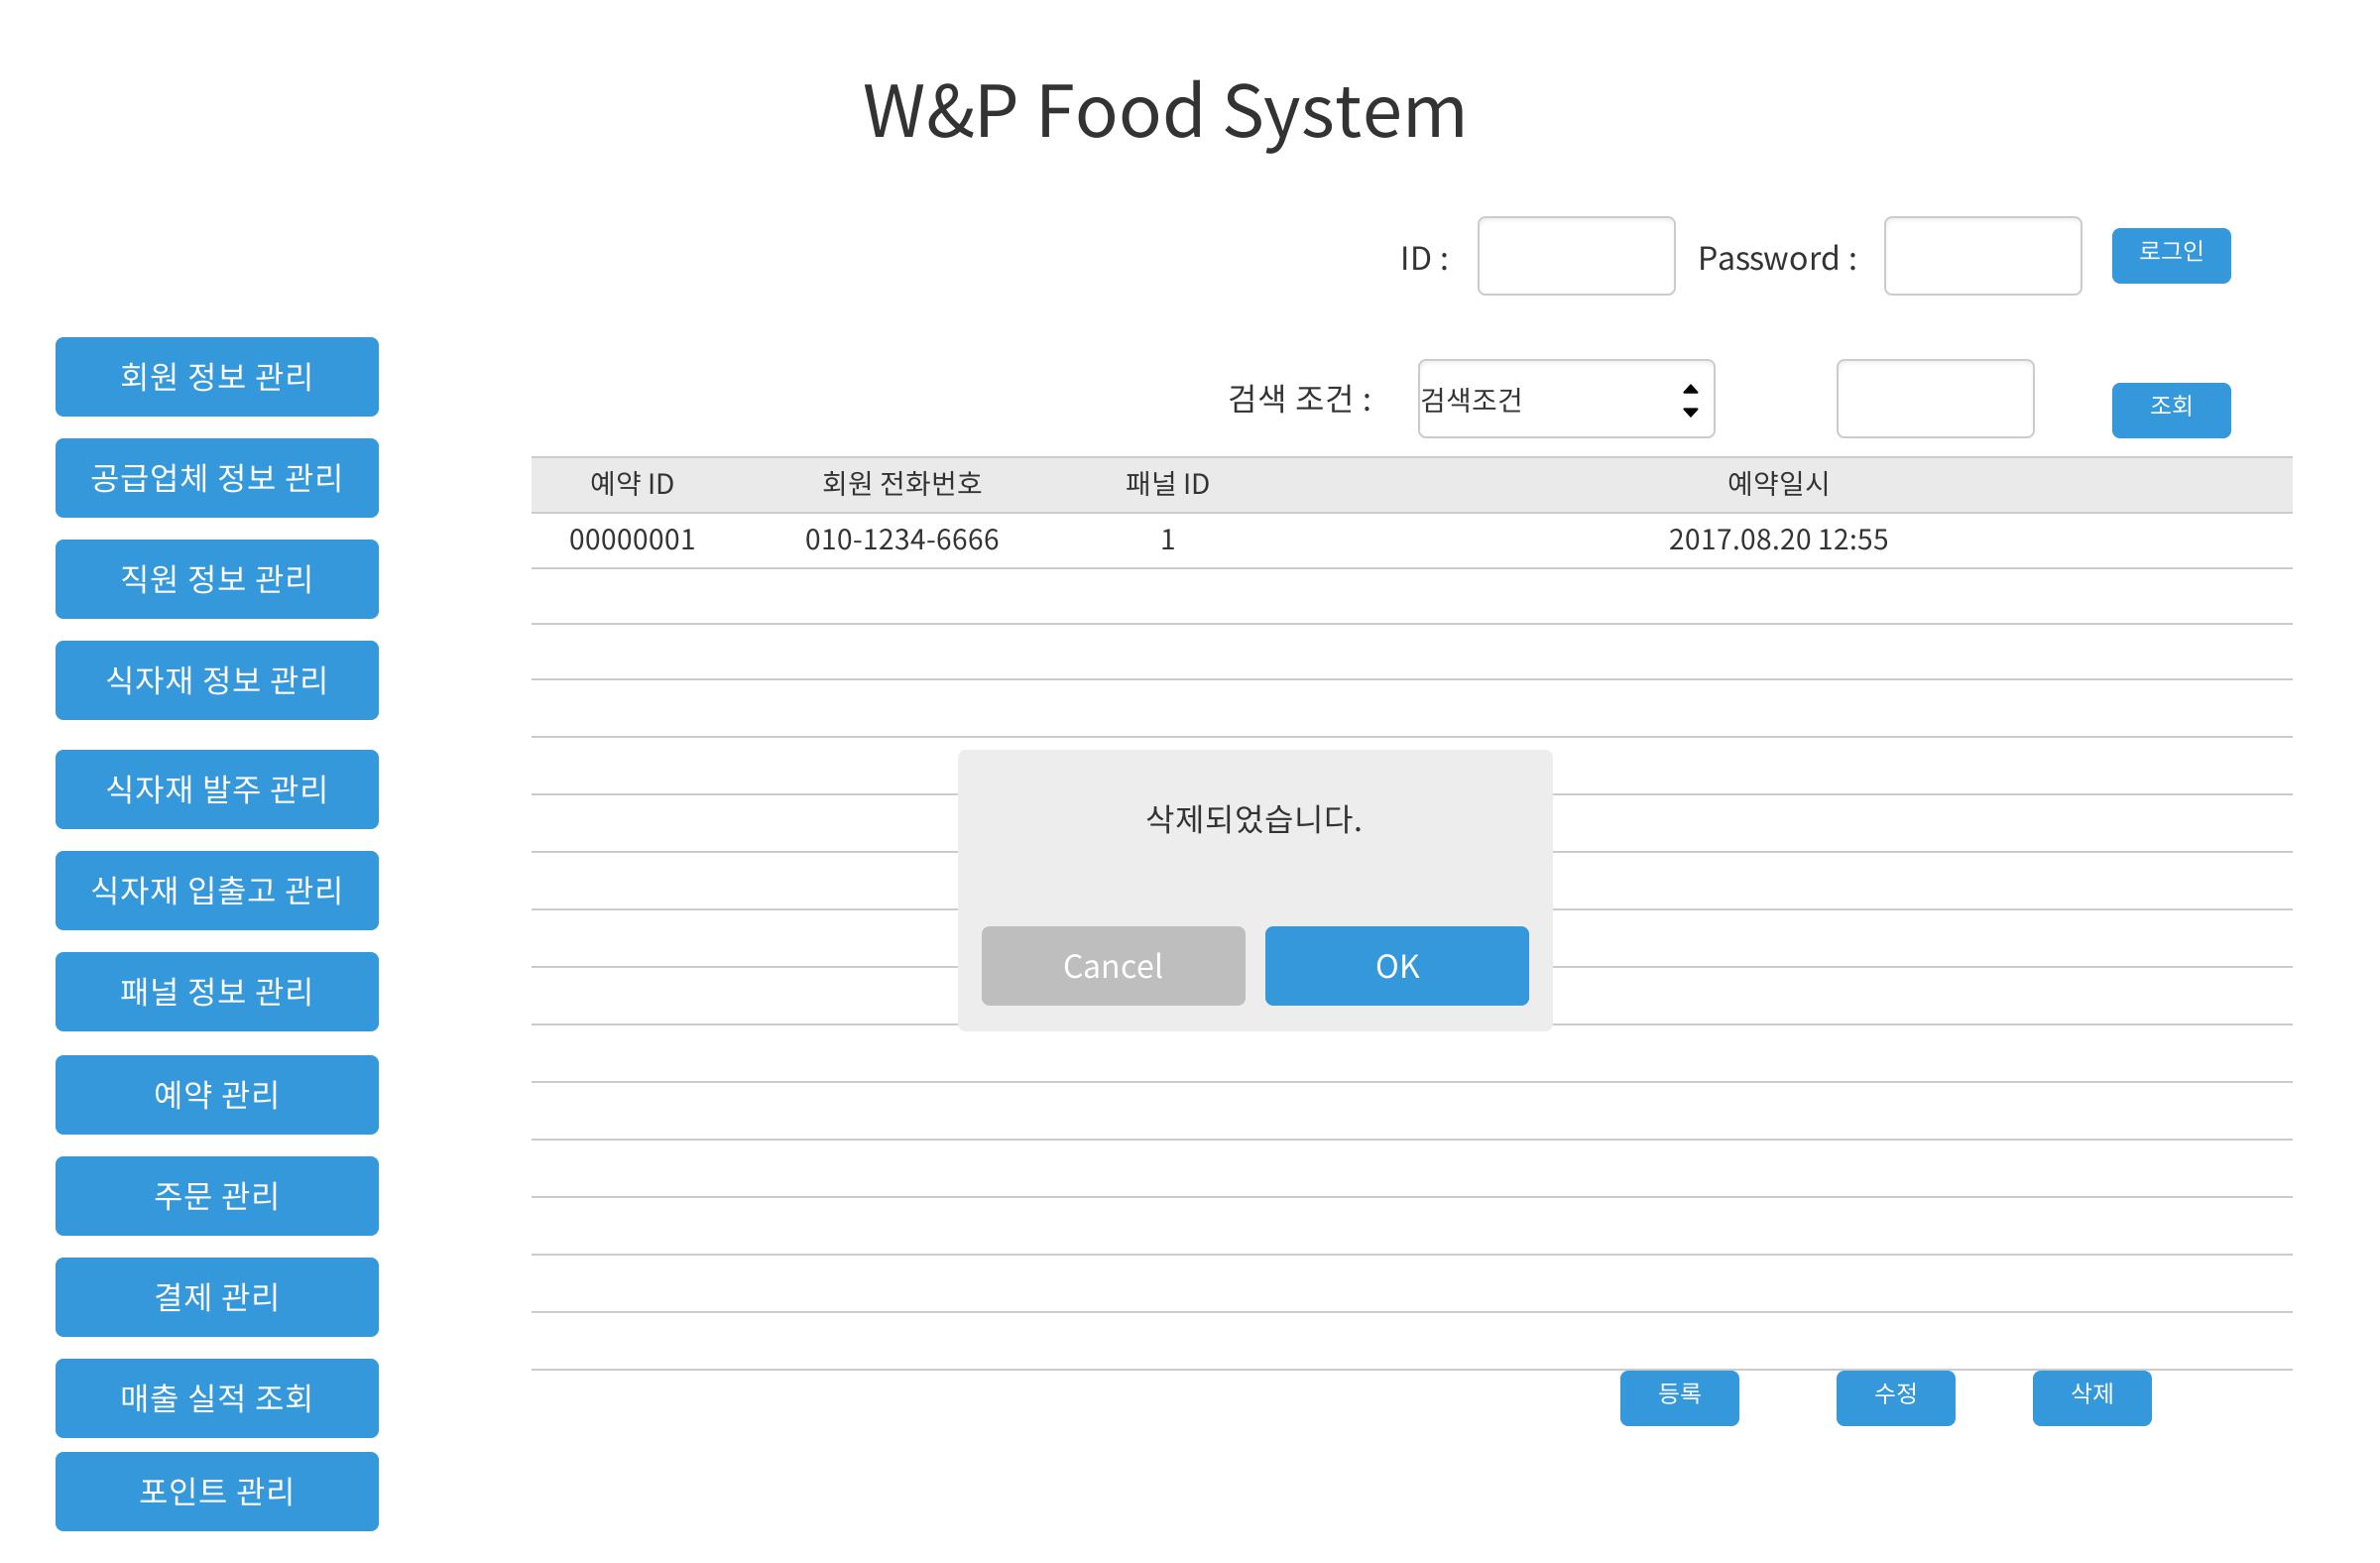 W&P Food System
ID :
Password :
로그인
검색 조건 :
검색조건
조회
회원 정보 관리
공급업체 정보 관리
직원 정보 관리
식자재 정보 관리
식자재 발주 관리
식자재 입출고 관리
패널 정보 관리
예약 관리
주문 관리
결제 관리
매출 실적 조회
포인트 관리
예약 ID 회원 전화번호 패널 ID 예약일시
00000001 010-1234-6666 1 2017.08.20 12:55
삭제되었습니다.
Cancel OK
등록 수정 삭제